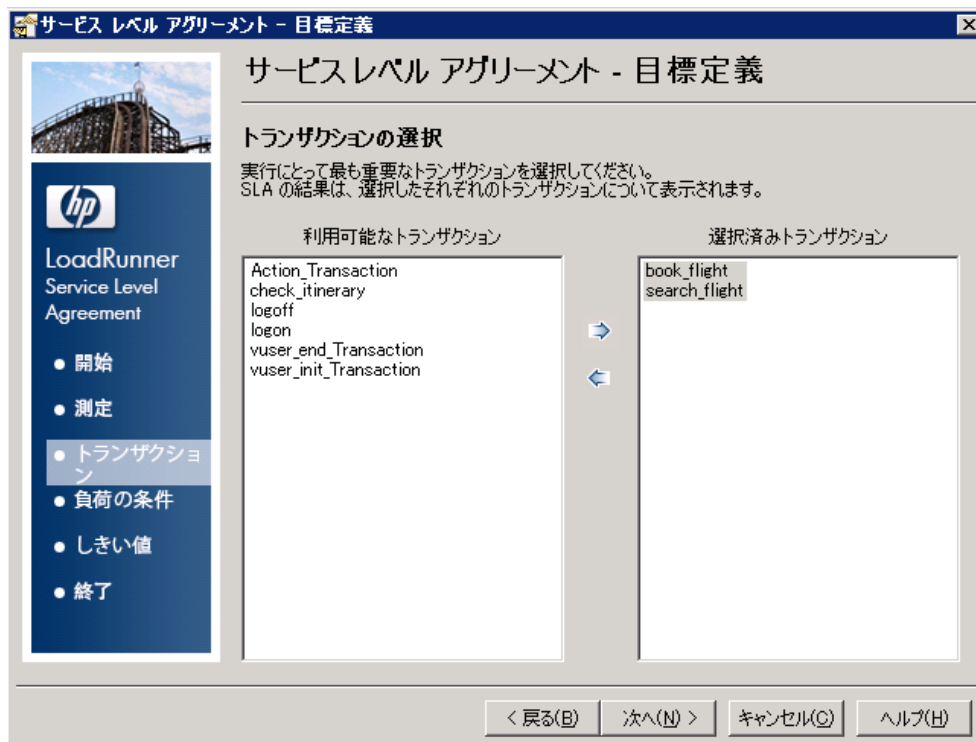 サービス レベル アグリーメント - 目標定義
サービスレベル アグリーメント - 目標定義
トランザクションの選択
実行にとって最も重要なトランザクションを選択してください。
SLA の結果は、選択したそれぞれのトランザクションについて表示されます。
hp
LoadRunner
Service Level
Agreement
開始
測定
トランザクショ
ン
負荷の条件
しきい値
終了
利用可能なトランザクション
Action_Transaction
check_itinerary
logoff
logon
vuser_end_Transaction
vuser_init_Transaction
選択済みトランザクション
book_flight
search_flight
< 戻る(B)
次へ(N) >
キャンセル(C)
ヘルプ(H)